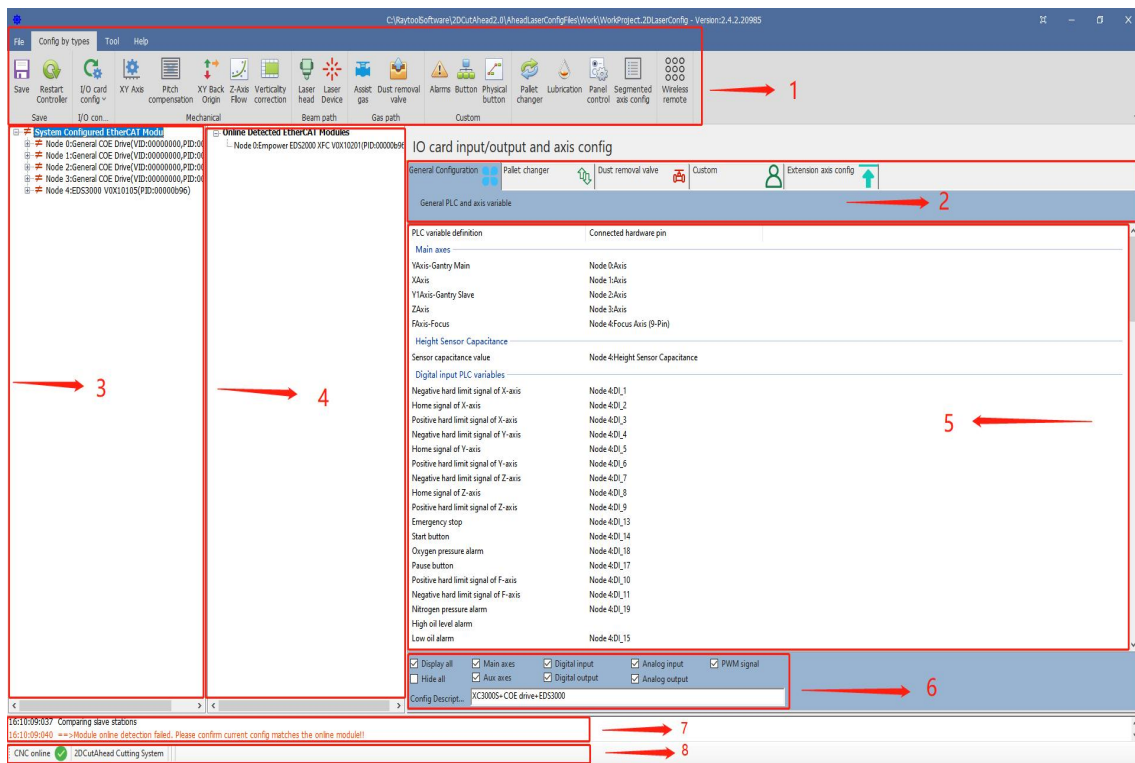 C:\RaytoolSoftware\2DCutAhead2.0\AheadLaserConfigFiles\Work\WorkProject.2DLaserConfig - Version:2.4.2.20985
File Config by types Tool Help
Save Restart Controller I/O card config XY Axis Pitch compensation XY Back Origin Z-Axis Flow Verticality correction Laser head Laser Device Assist gas Dust removal valve Alarms Button Physical button Pallet changer Lubrication Panel control Segmented axis config Wireless remote
Save I/O con... Mechanical Beam path Gas path Custom
1
System Configured EtherCAT Modu
Node 0:General COE Drive(VID:00000000,PID:00
Node 1:General COE Drive(VID:00000000,PID:00
Node 2:General COE Drive(VID:00000000,PID:00
Node 3:General COE Drive(VID:00000000,PID:00
Node 4:EDS3000 V0X10105(PID:00000b96)
3
Online Detected EtherCAT Modules
Node 0:Empower EDS2000 XFC V0X10201(PID:00000b96
4
IO card input/output and axis config
General Configuration Pallet changer Dust removal valve Custom Extension axis config
General PLC and axis variable
2
PLC variable definition Connected hardware pin
Main axes
YAxis-Gantry Main Node 0:Axis
XAxis Node 1:Axis
Y1Axis-Gantry Slave Node 2:Axis
ZAxis Node 3:Axis
FAxis-Focus Node 4:Focus Axis (9-Pin)
Height Sensor Capacitance
Sensor capacitance value Node 4:Height Sensor Capacitance
Digital input PLC variables
Negative hard limit signal of X-axis Node 4:DI_1
Home signal of X-axis Node 4:DI_2
Positive hard limit signal of X-axis Node 4:DI_3
Negative hard limit signal of Y-axis Node 4:DI_4
Home signal of Y-axis Node 4:DI_5
Positive hard limit signal of Y-axis Node 4:DI_6
Negative hard limit signal of Z-axis Node 4:DI_7
Home signal of Z-axis Node 4:DI_8
Positive hard limit signal of Z-axis Node 4:DI_9
Emergency stop Node 4:DI_13
Start button Node 4:DI_14
Oxygen pressure alarm Node 4:DI_18
Pause button Node 4:DI_17
Positive hard limit signal of F-axis Node 4:DI_10
Negative hard limit signal of F-axis Node 4:DI_11
Nitrogen pressure alarm Node 4:DI_19
High oil level alarm
Low oil alarm Node 4:DI_15
5
Display all Main axes Digital input Analog input PWM signal
Hide all Aux axes Digital output Analog output
Config Descript... XC3000S+COE drive+EDS3000
6
16:10:09:037 Comparing slave stations
16:10:09:040 ==>Module online detection failed. Please confirm current config matches the online module!!
7
CNC online 2DCutAhead Cutting System
8